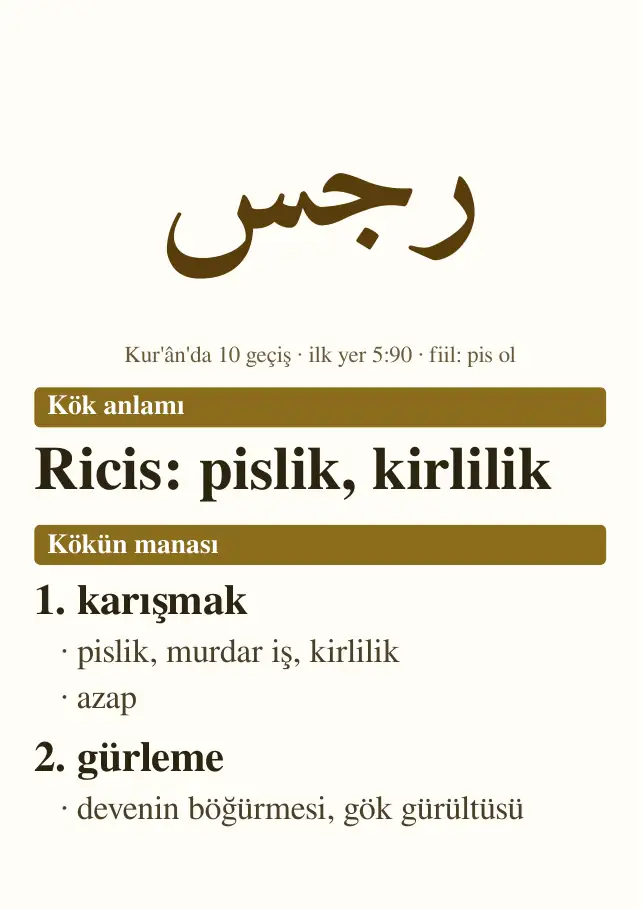 رجس
Kur'ân'da 10 geçiş · ilk yer 5:90 · fiil: pis ol
Kök anlamı
Ricis: pislik, kirlilik
Kökün manası
1. karışmak
· pislik, murdar iş, kirlilik
· azap
2. gürleme
· devenin böğürmesi, gök gürültüsü